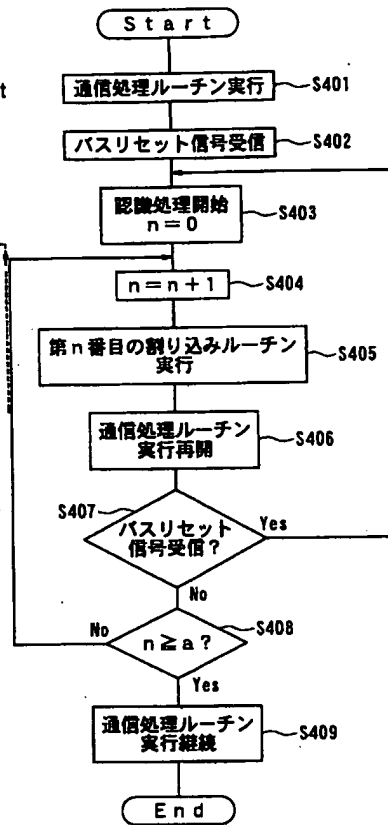 Start
t
通信処理ルーチン実行
S401
バスリセット信号受信
S402
認識処理開始
n=0
S403
n=n+1
S404
第n番目の割り込みルーチン
実行
S405
通信処理ルーチン
実行再開
S406
S407
バスリセット
信号受信?
Yes
No
n≧a?
S408
No
Yes
通信処理ルーチン
実行継続
S409
End